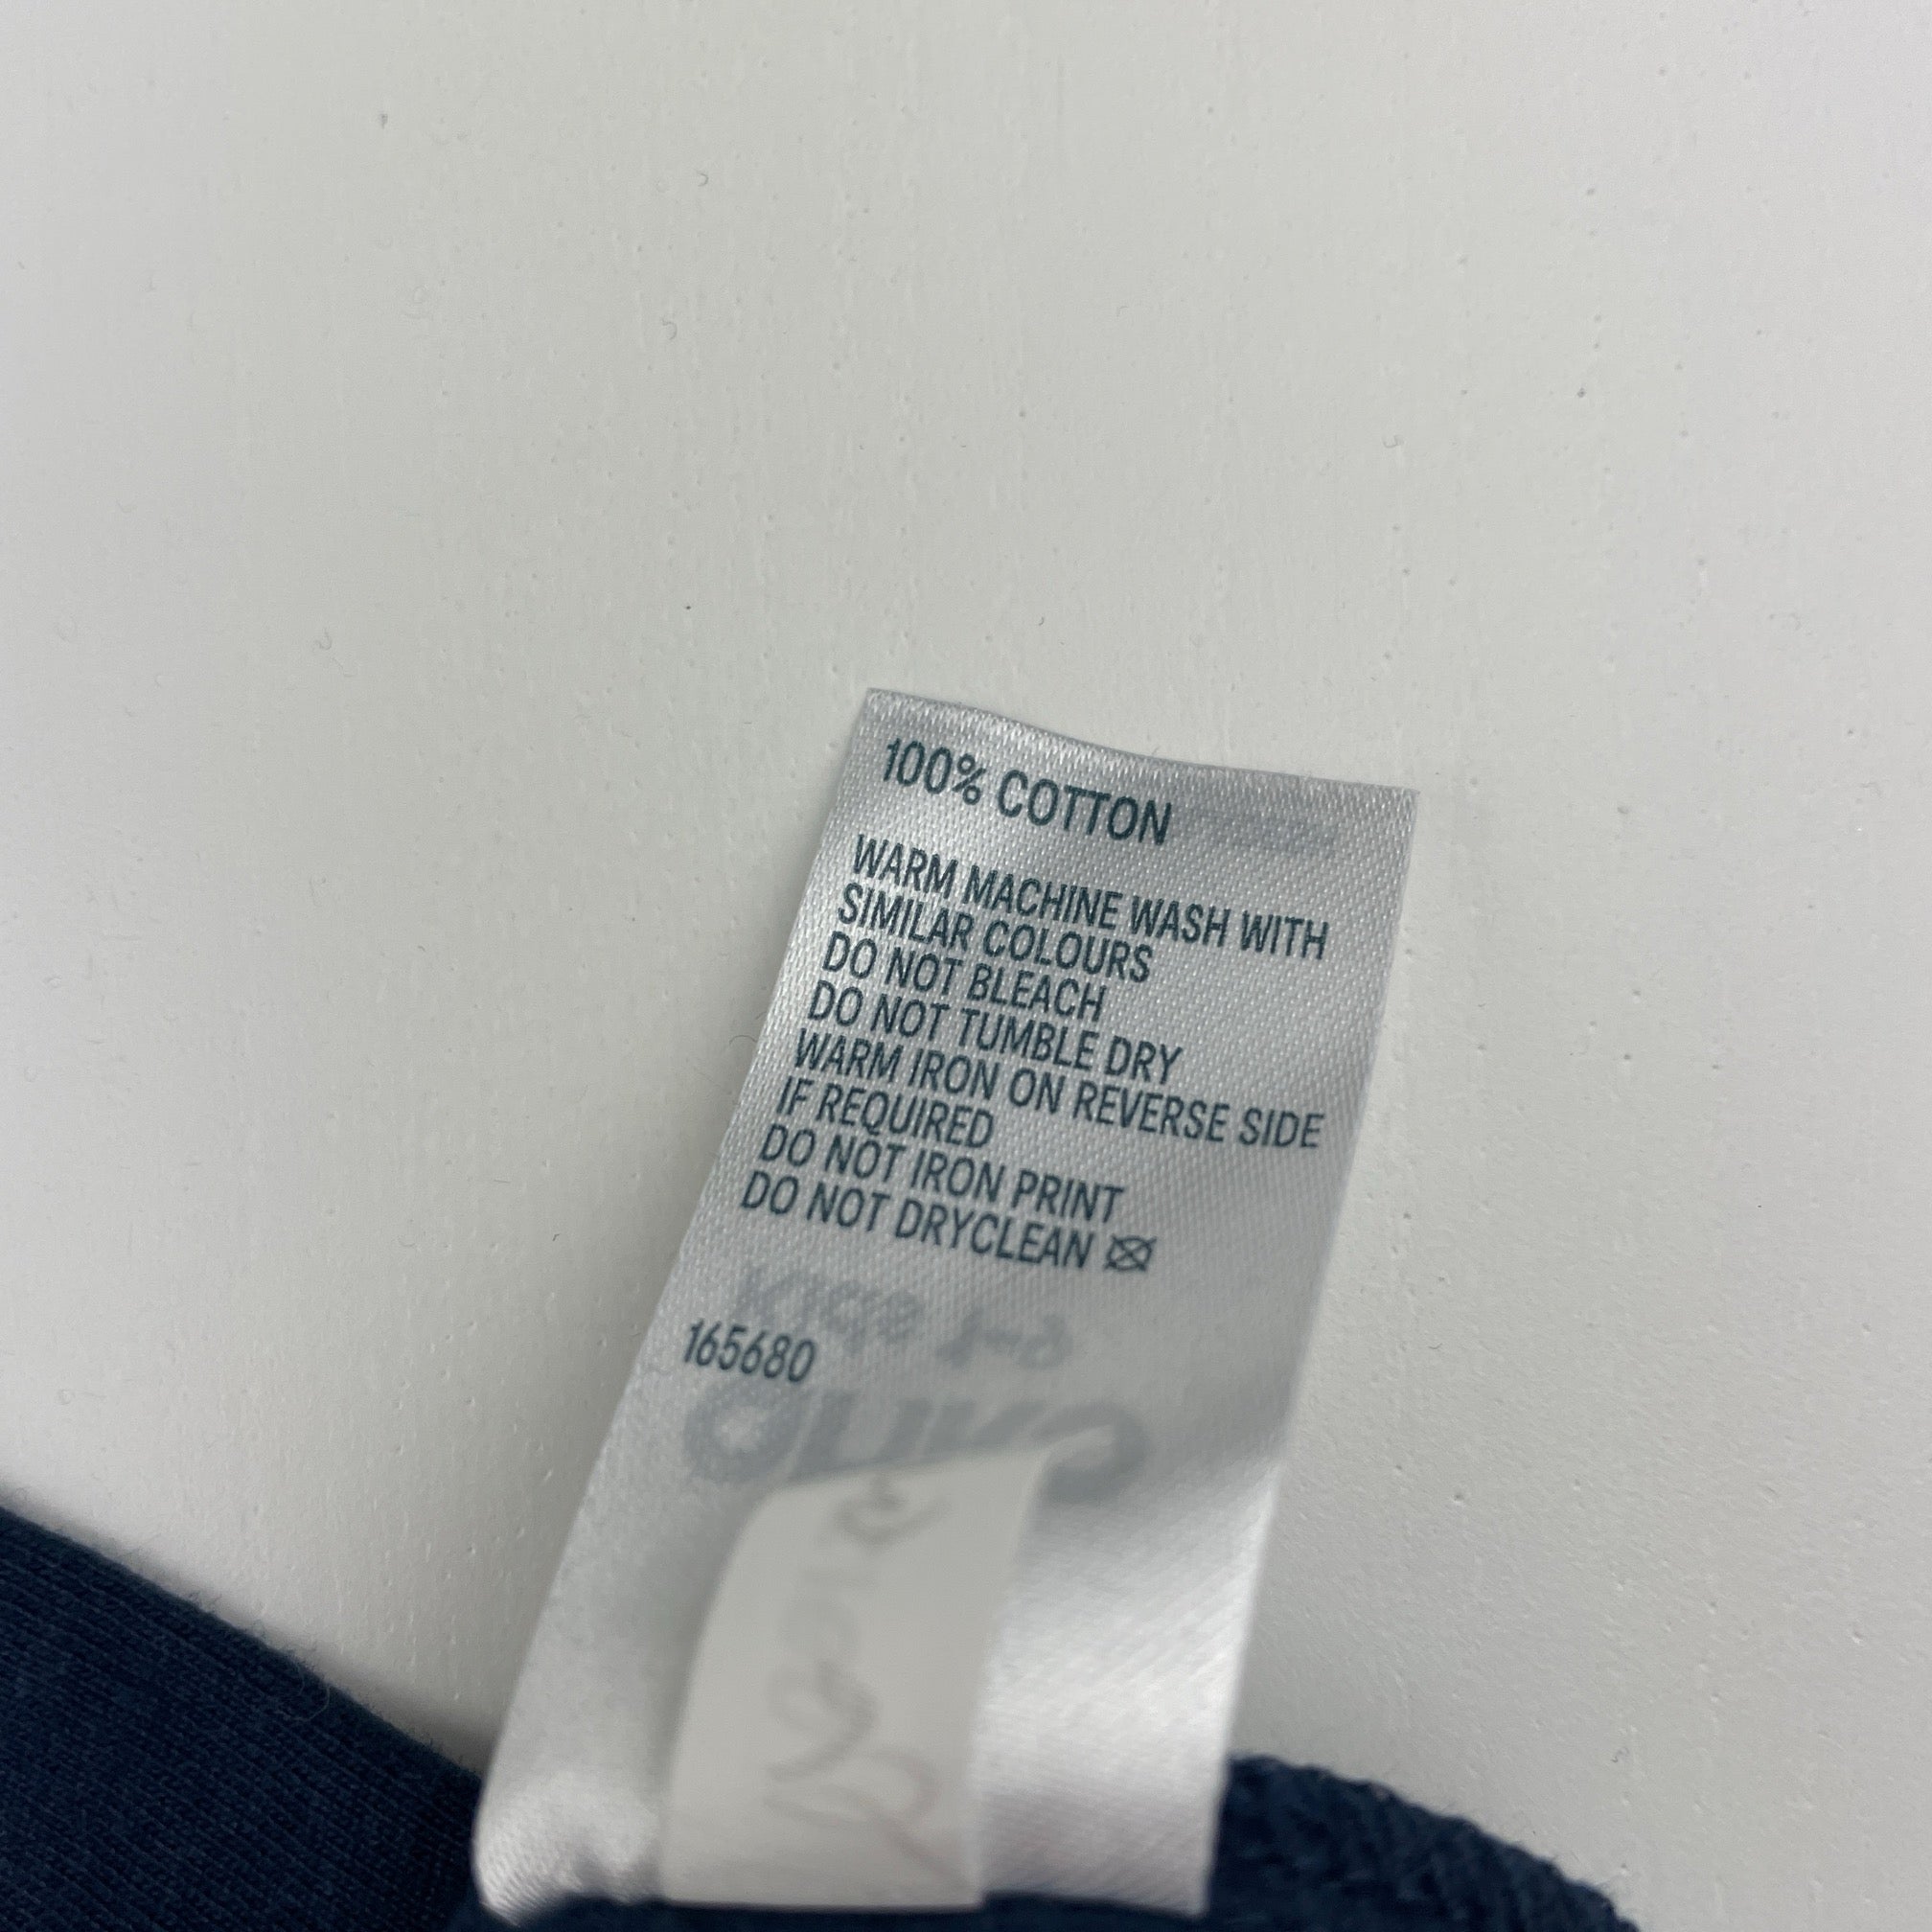 100% COTTON
WARM MACHINE WASH WITH
SIMILAR COLOURS
DO NOT BLEACH
DO NOT TUMBLE DRY
WARM IRON ON REVERSE SIDE
IF REQUIRED
DO NOT IRON PRINT
DO NOT DRYCLEAN
165680